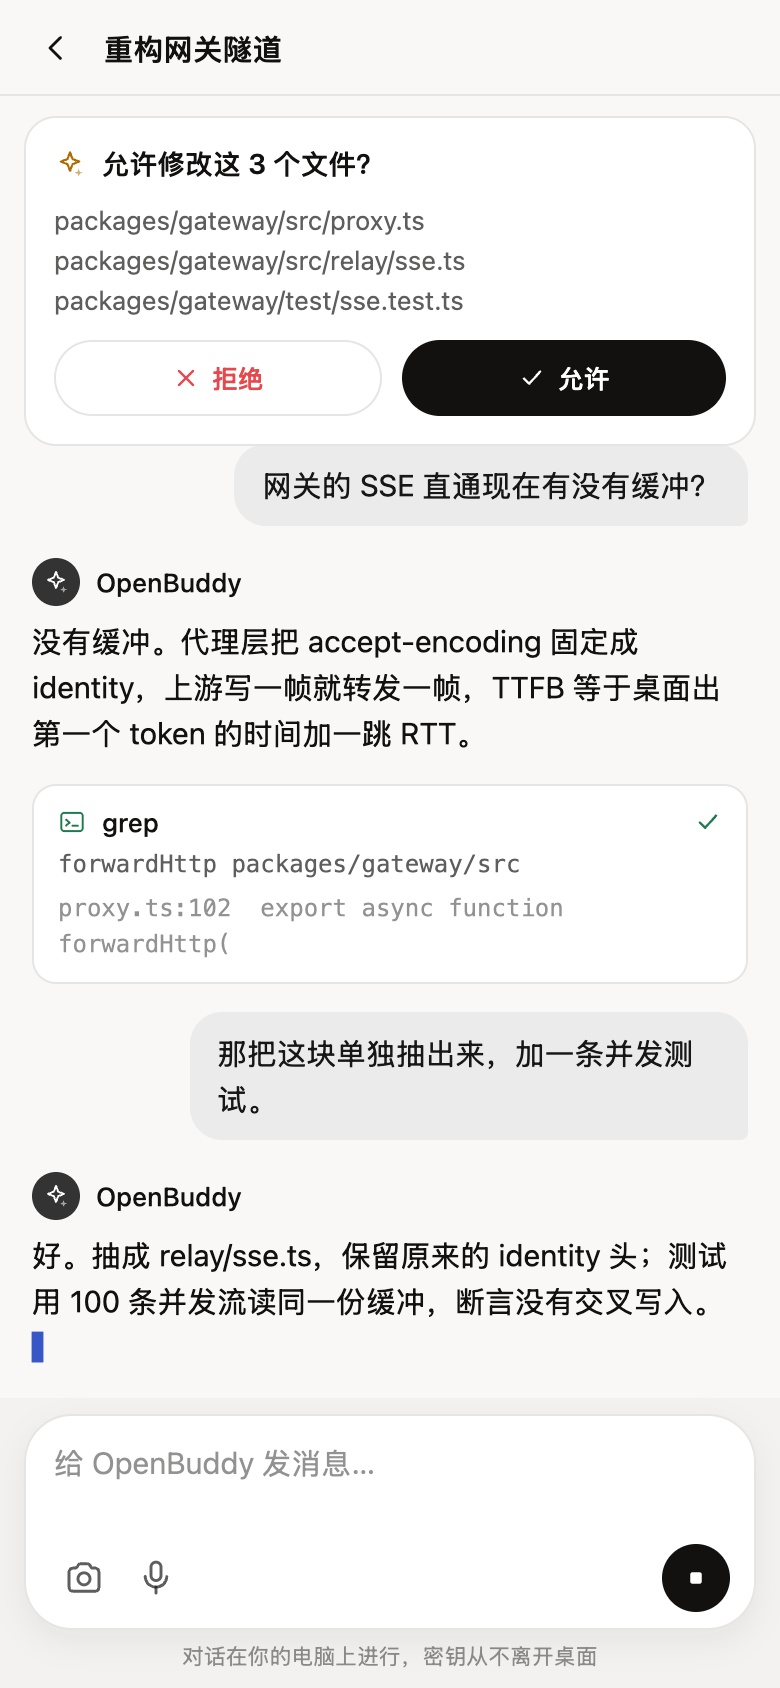 重构网关隧道
允许修改这 3 个文件?
packages/gateway/src/proxy.ts
packages/gateway/src/relay/sse.ts
packages/gateway/test/sse.test.ts
拒绝
允许
网关的 SSE 直通现在有没有缓冲?
OpenBuddy
没有缓冲。代理层把 accept-encoding 固定成
identity，上游写一帧就转发一帧，TTFB 等于桌面出
第一个 token 的时间加一跳 RTT。
grep
forwardHttp packages/gateway/src
proxy.ts:102  export async function
forwardHttp(
那把这块单独抽出来，加一条并发测
试。
OpenBuddy
好。抽成 relay/sse.ts，保留原来的 identity 头；测试
用 100 条并发流读同一份缓冲，断言没有交叉写入。
给 OpenBuddy 发消息...
对话在你的电脑上进行，密钥从不离开桌面